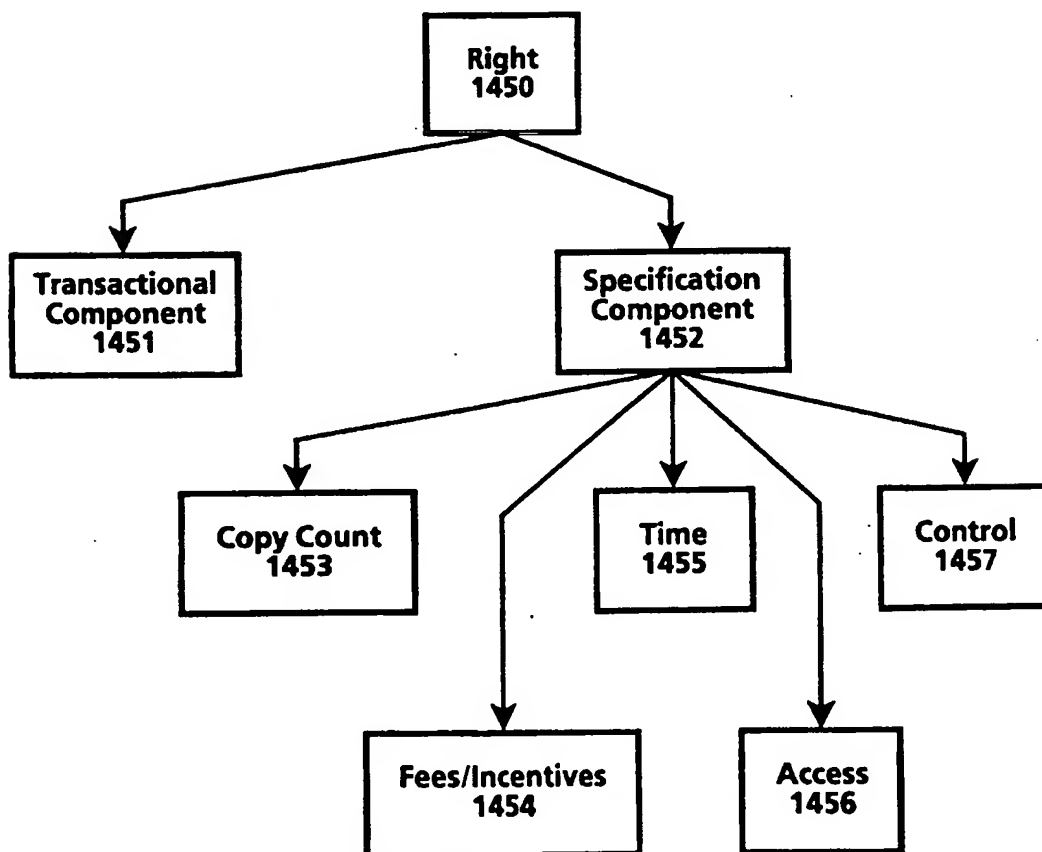 Right
1450
Transactional
Component
1451
Specification
Component
1452
Copy Count
1453
Time
1455
Control
1457
Fees/Incentives
1454
Access
1456